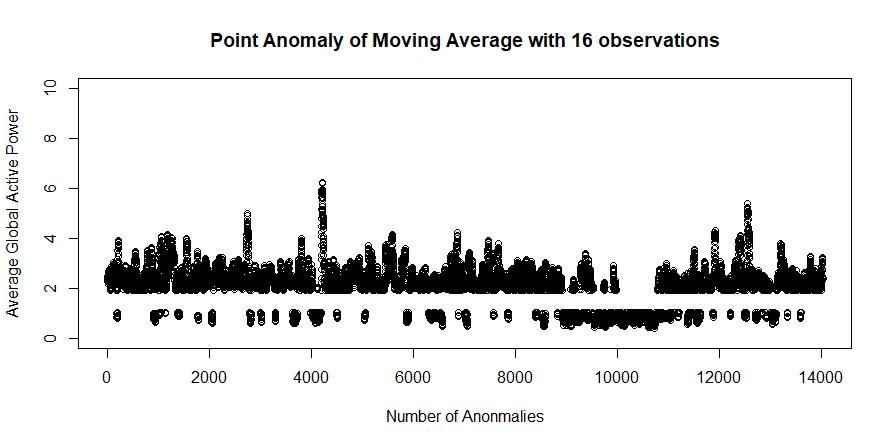 Point Anomaly of Moving Average with 16 observations
Average Global Active Power
10
8
6
4
2
0
0 2000 4000 6000 8000 10000 12000 14000
Number of Anonmalies